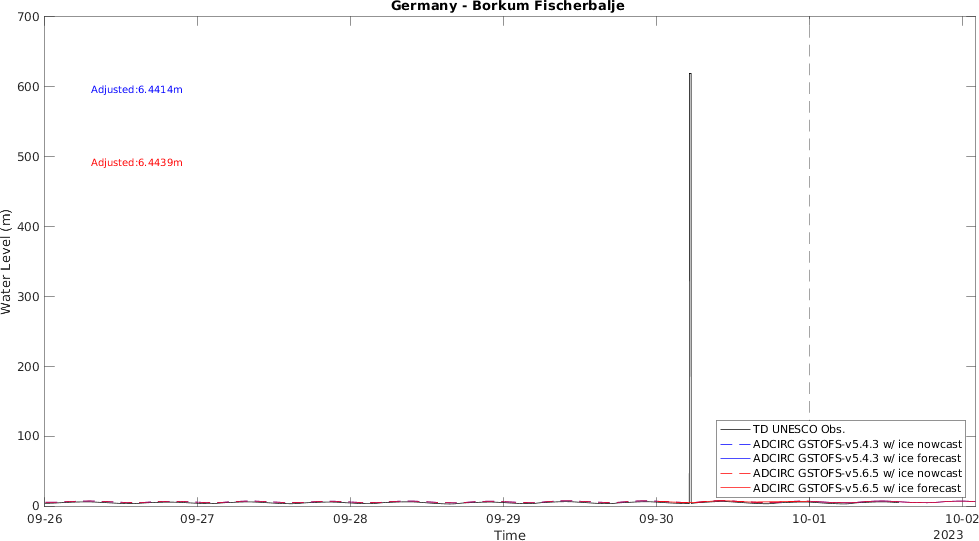 Germany - Borkum Fischerbalje
Water Level (m)
700
600
500
400
300
200
100
0
Adjusted:6.4414m
Adjusted:6.4439m
TD UNESCO Obs.
ADCIRC GSTOFS-v5.4.3 w/ ice nowcast
ADCIRC GSTOFS-v5.4.3 w/ ice forecast
ADCIRC GSTOFS-v5.6.5 w/ ice nowcast
ADCIRC GSTOFS-v5.6.5 w/ ice forecast
09-26 09-27 09-28 09-29 09-30 10-01 10-02
Time
2023